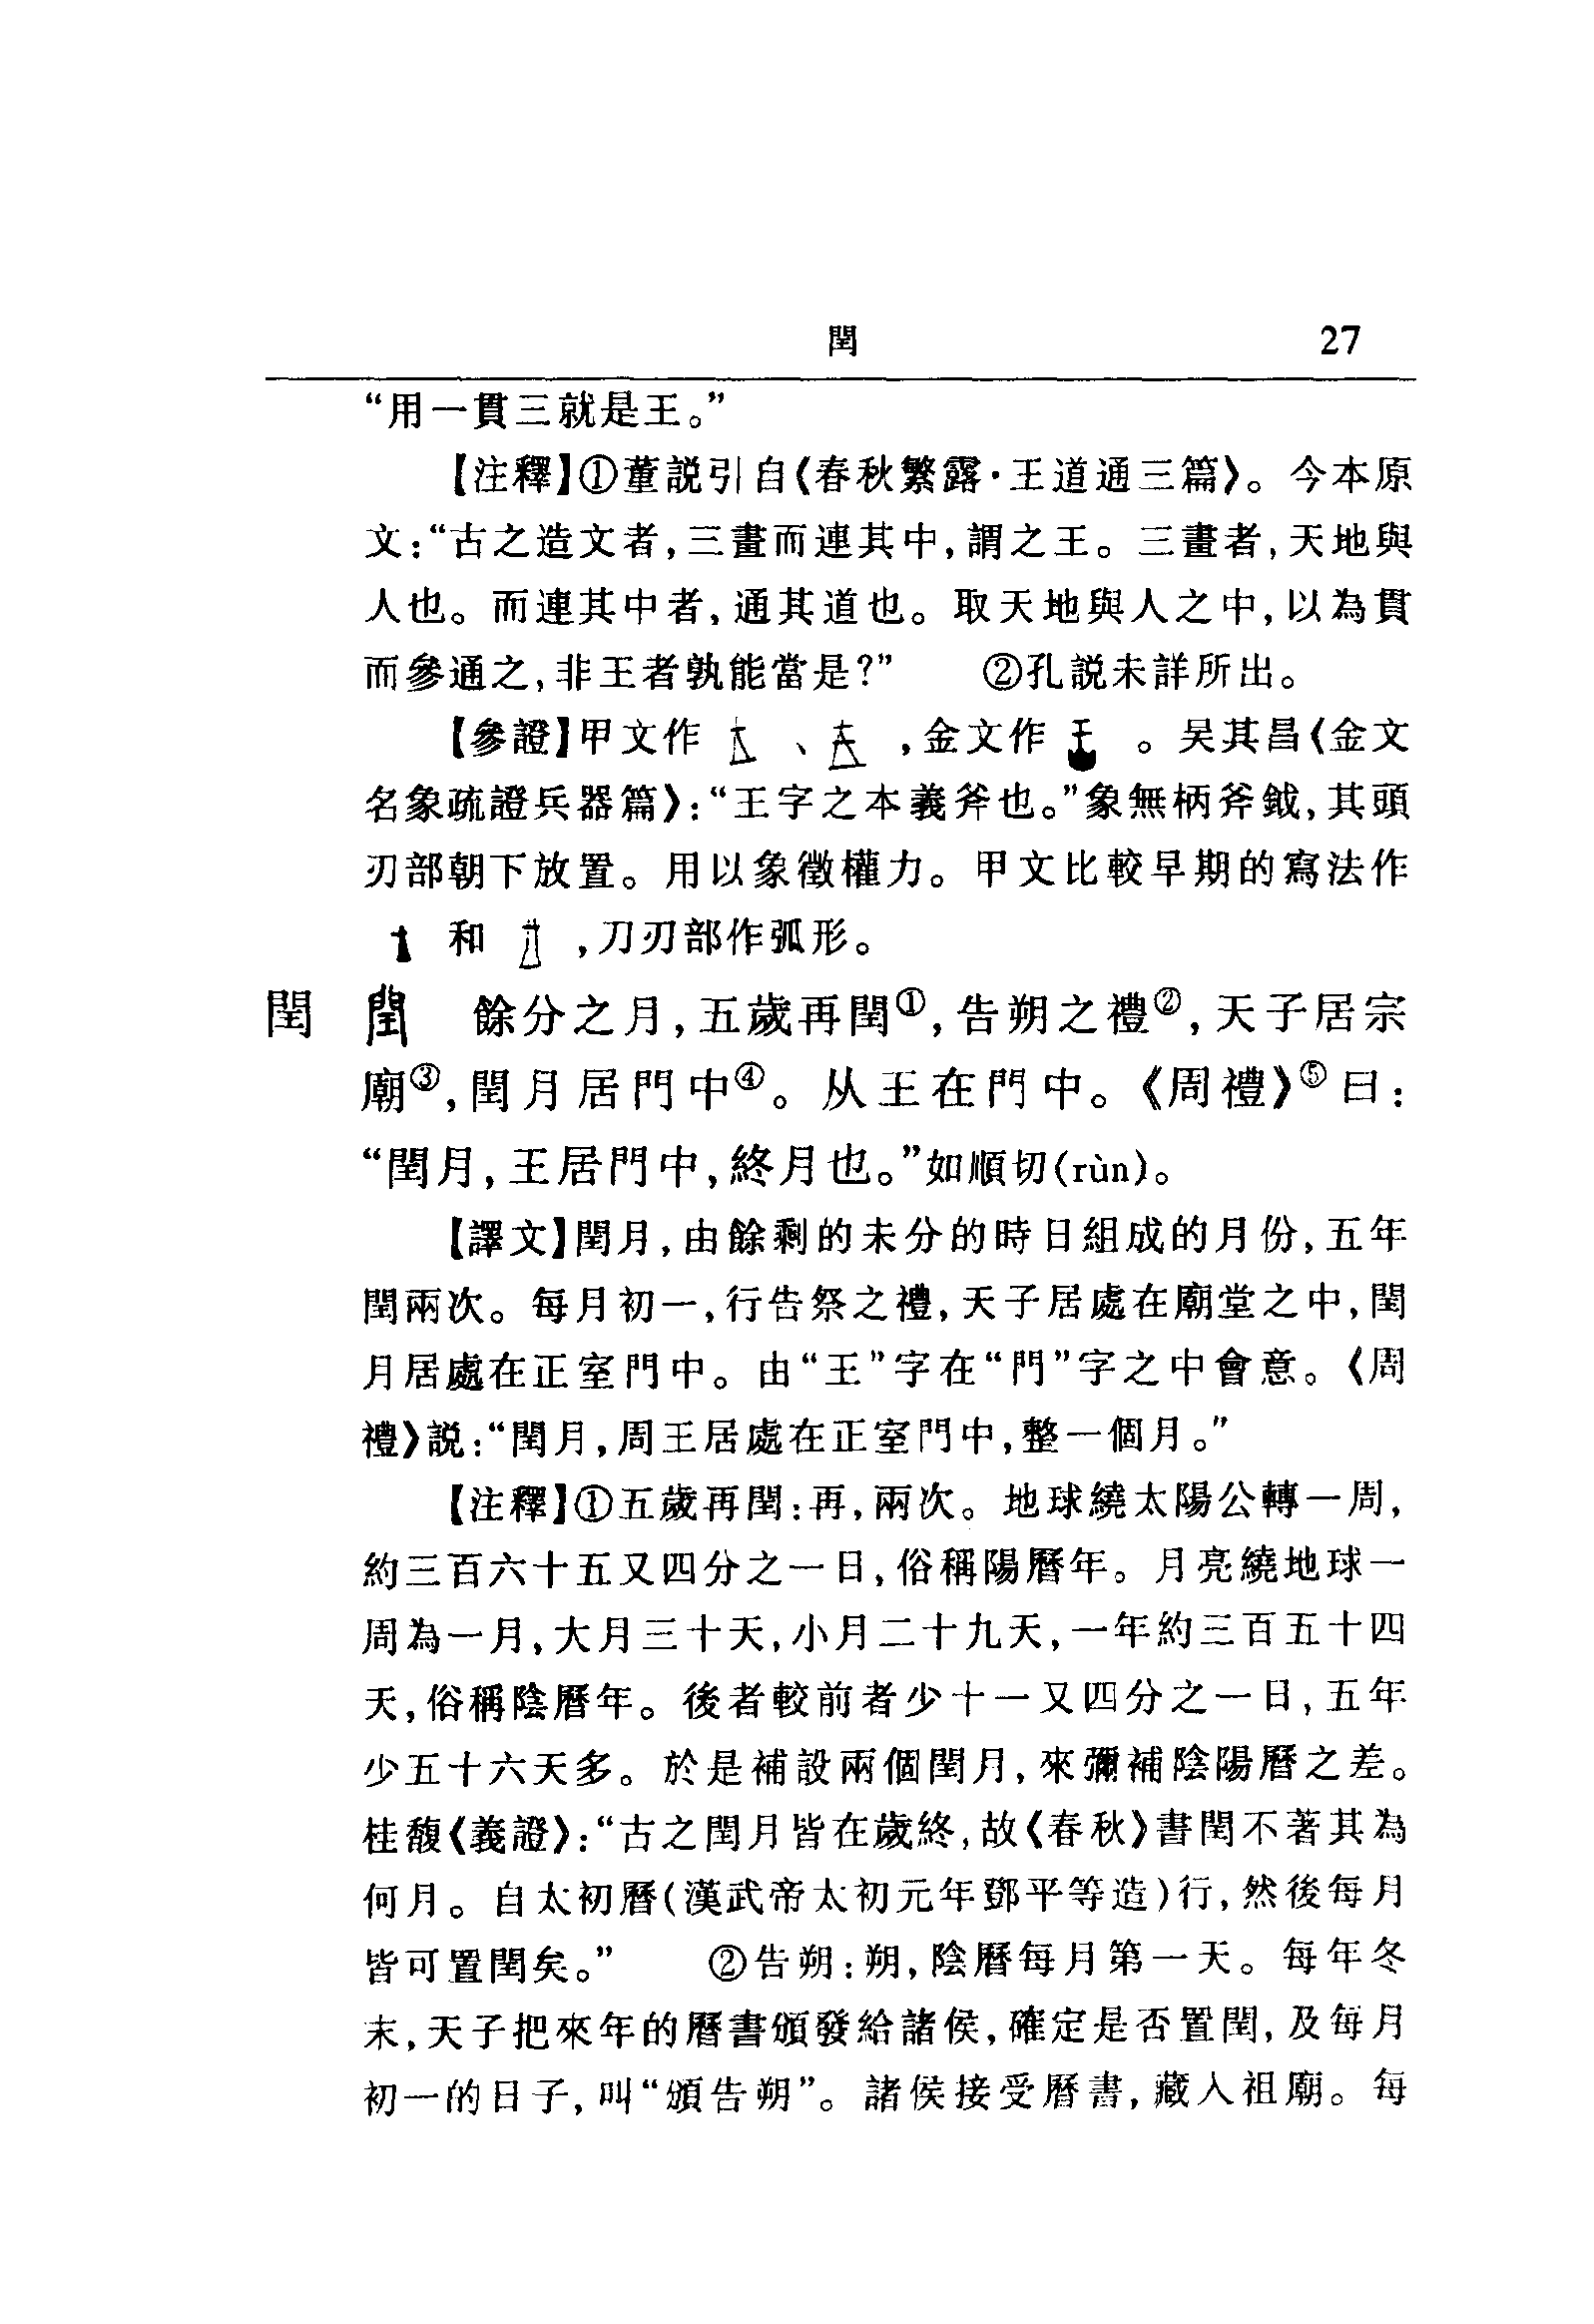 閏 27
“用一貫三就是王。”
【注釋】①董説引自《春秋繁露·王道通三篇》。今本原
文：“古之造文者，三畫而連其中，謂之王。三畫者，天地與
人也。而連其中者，通其道也。取天地與人之中，以為貫
而參通之，非王者孰能當是?”　②孔説未詳所出。
【參證】甲文作 、 ，金文作 。吴其昌《金文
名象疏證兵器篇》：“王字之本義斧也。”象無柄斧鉞，其頭
刃部朝下放置。用以象徵權力。甲文比較早期的寫法作
和 ，刀刃部作弧形。
閏 閏 餘分之月，五歲再閏①，告朔之禮②，天子居宗
廟③，閏月居門中④。从王在門中。《周禮》⑤曰：
“閏月，王居門中，終月也。”如順切(rùn)。
【譯文】閏月，由餘剩的未分的時日組成的月份，五年
閏兩次。每月初一，行告祭之禮，天子居處在廟堂之中，閏
月居處在正室門中。由“王”字在“門”字之中會意。《周
禮》説：“閏月，周王居處在正室門中，整一個月。”
【注釋】①五歲再閏：再，兩次。地球繞太陽公轉一周，
約三百六十五又四分之一日，俗稱陽曆年。月亮繞地球一
周為一月，大月三十天，小月二十九天，一年約三百五十四
天，俗稱陰曆年。後者較前者少十一又四分之一日，五年
少五十六天多。於是補設兩個閏月，來彌補陰陽曆之差。
桂馥《義證》：“古之閏月皆在歲終，故《春秋》書閏不著其為
何月。自太初曆(漢武帝太初元年鄧平等造)行，然後每月
皆可置閏矣。”　②告朔：朔，陰曆每月第一天。每年冬
末，天子把來年的曆書頒發給諸侯，確定是否置閏，及每月
初一的日子，叫“頒告朔”。諸侯接受曆書，藏入祖廟。每